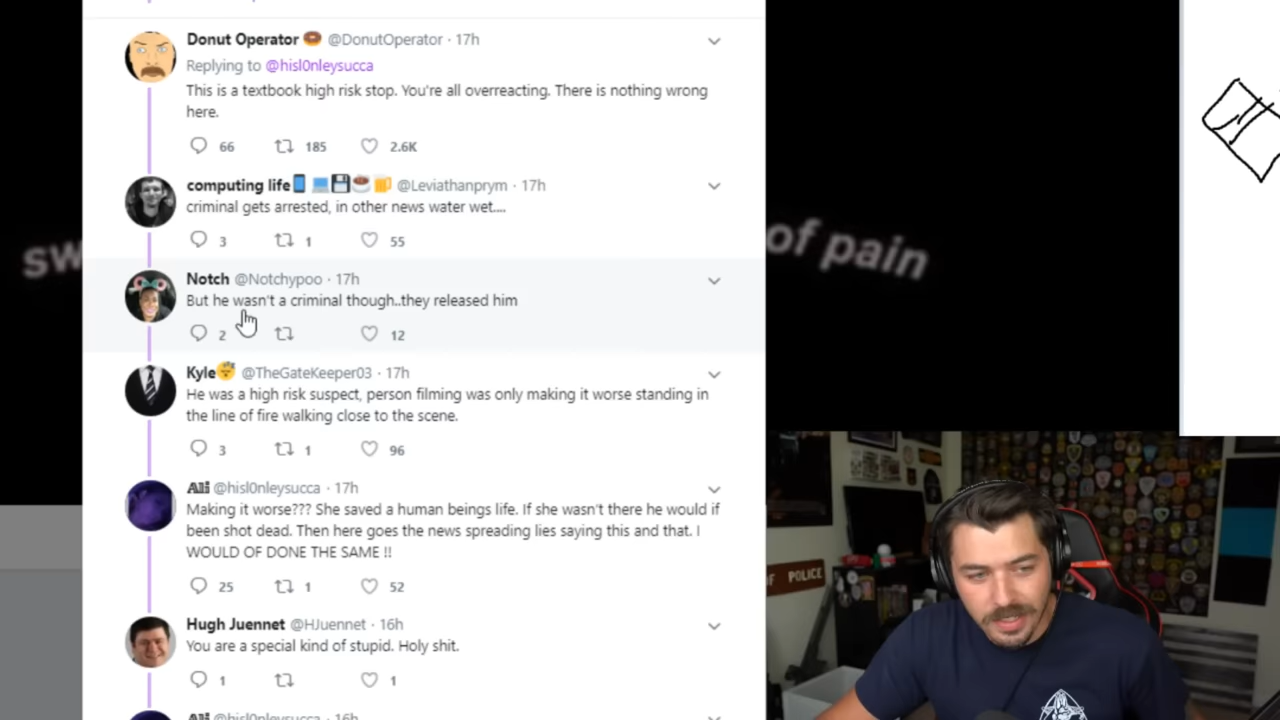 Donut Operator 🍩 @DonutOperator · 17h
Replying to @hisl0nleysucca
This is a textbook high risk stop. You're all overreacting. There is nothing wrong
here.
66 185 2.6K
computing life📱💻💾☕🍺 @Leviathanprym · 17h
criminal gets arrested, in other news water wet....
3 1 55
Notch @Notchypoo · 17h
But he wasn't a criminal though..they released him
2 12
Kyle😴 @TheGateKeeper03 · 17h
He was a high risk suspect, person filming was only making it worse standing in
the line of fire walking close to the scene.
3 1 96
Ali @hisl0nleysucca · 17h
Making it worse??? She saved a human beings life. If she wasn't there he would if
been shot dead. Then here goes the news spreading lies saying this and that. I
WOULD OF DONE THE SAME !!
25 1 52
Hugh Juennet @HJuennet · 16h
You are a special kind of stupid. Holy shit.
1 1
Ali @hisl0nleysucca · 16h
sw
of pain
OF POLICE